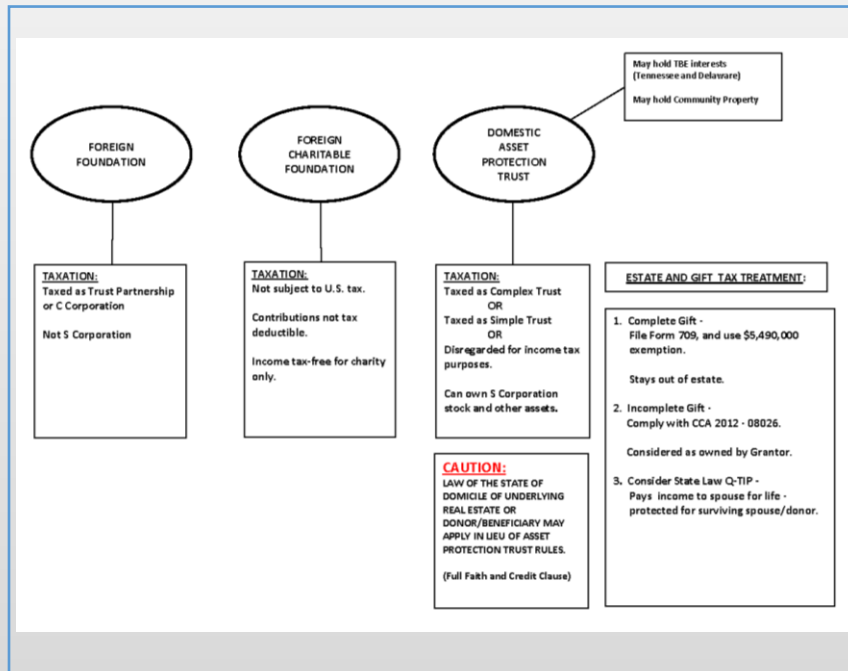 May hold TBE interests
(Tennessee and Delaware)
May hold Community Property
FOREIGN
FOUNDATION
FOREIGN
CHARITABLE
FOUNDATION
DOMESTIC
ASSET
PROTECTION
TRUST
TAXATION:
Taxed as Trust Partnership
or C Corporation
Not S Corporation
TAXATION:
Not subject to U.S. tax.
Contributions not tax
deductible.
Income tax-free for charity
only.
TAXATION:
Taxed as Complex Trust
OR
Taxed as Simple Trust
OR
Disregarded for income tax
purposes.
Can own S Corporation
stock and other assets.
CAUTION:
LAW OF THE STATE OF
DOMICILE OF UNDERLYING
REAL ESTATE OR
DONOR/BENEFICIARY MAY
APPLY IN LIEU OF ASSET
PROTECTION TRUST RULES.
(Full Faith and Credit Clause)
ESTATE AND GIFT TAX TREATMENT:
1. Complete Gift -
File Form 709, and use $5,490,000
exemption.
Stays out of estate.
2. Incomplete Gift -
Comply with CCA 2012 - 08026.
Considered as owned by Grantor.
3. Consider State Law Q-TIP -
Pays income to spouse for life -
protected for surviving spouse/donor.